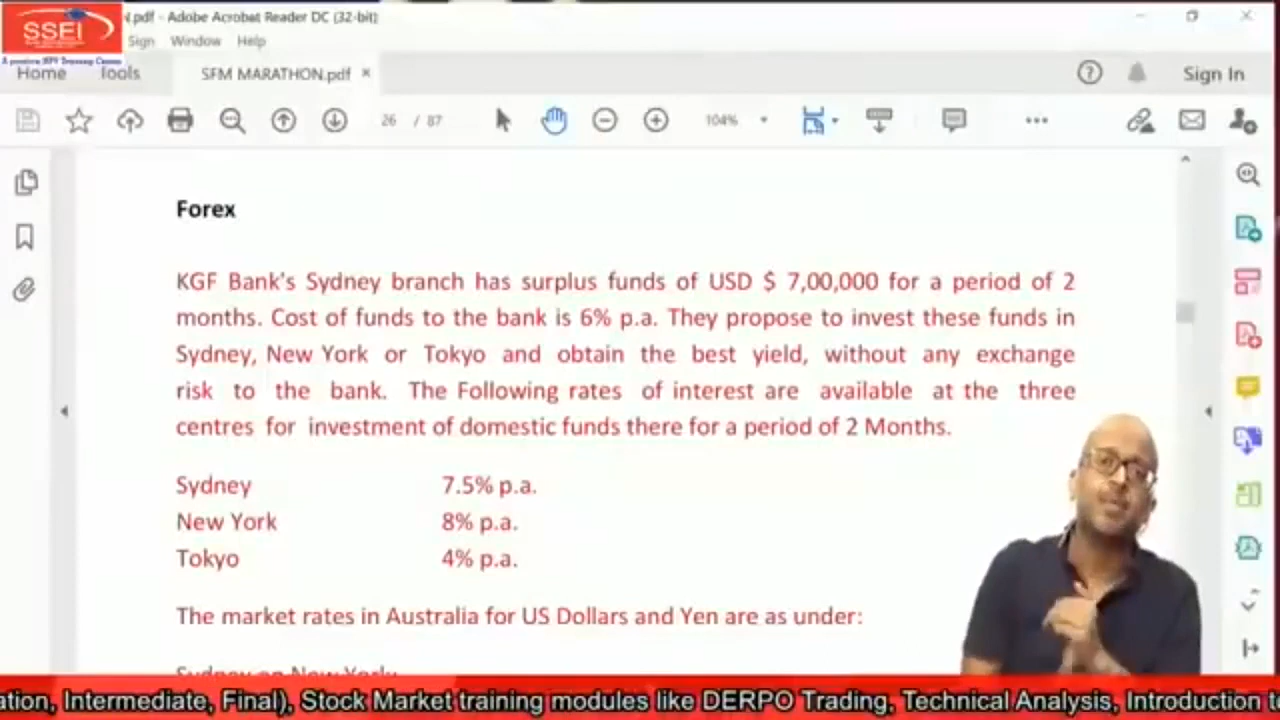 SSEI
.pdf - Adobe Acrobat Reader DC (32-bit)
Sign Window Help
Home Tools SFM MARATHON.pdf × Sign In
26 / 87 104%
Forex
KGF Bank's Sydney branch has surplus funds of USD $ 7,00,000 for a period of 2
months. Cost of funds to the bank is 6% p.a. They propose to invest these funds in
Sydney, New York or Tokyo and obtain the best yield, without any exchange
risk to the bank. The Following rates of interest are available at the three
centres for investment of domestic funds there for a period of 2 Months.
Sydney 7.5% p.a.
New York 8% p.a.
Tokyo 4% p.a.
The market rates in Australia for US Dollars and Yen are as under:
Sydney on New York
ation, Intermediate, Final), Stock Market training modules like DERPO Trading, Technical Analysis, Introduction t